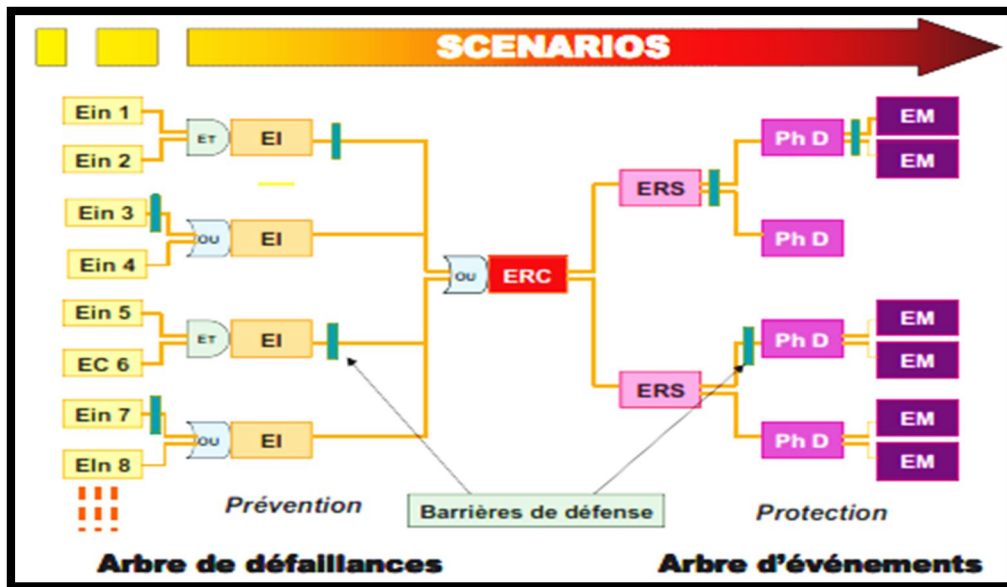 SCENARIOS
Ein 1
Ein 2
ET
EI
Ein 3
Ein 4
OU
EI
Ein 5
EC 6
ET
EI
Ein 7
EIn 8
OU
EI
OU
ERC
ERS
ERS
Ph D
Ph D
Ph D
Ph D
EM
EM
EM
EM
EM
EM
Prévention
Barrières de défense
Protection
Arbre de défaillances
Arbre d'événements